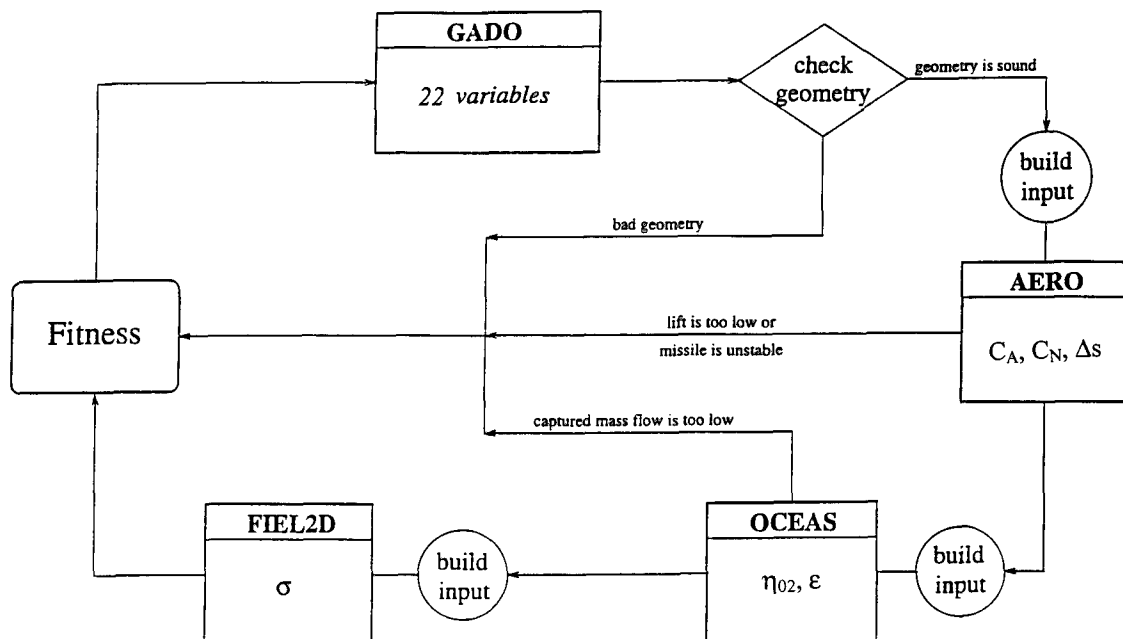 GADO
22 variables
check
geometry
geometry is sound
build
input
bad geometry
AERO
C_A, C_N, Δs
lift is too low or
missile is unstable
Fitness
captured mass flow is too low
FIEL2D
σ
build
input
OCEAS
η_02, ε
build
input